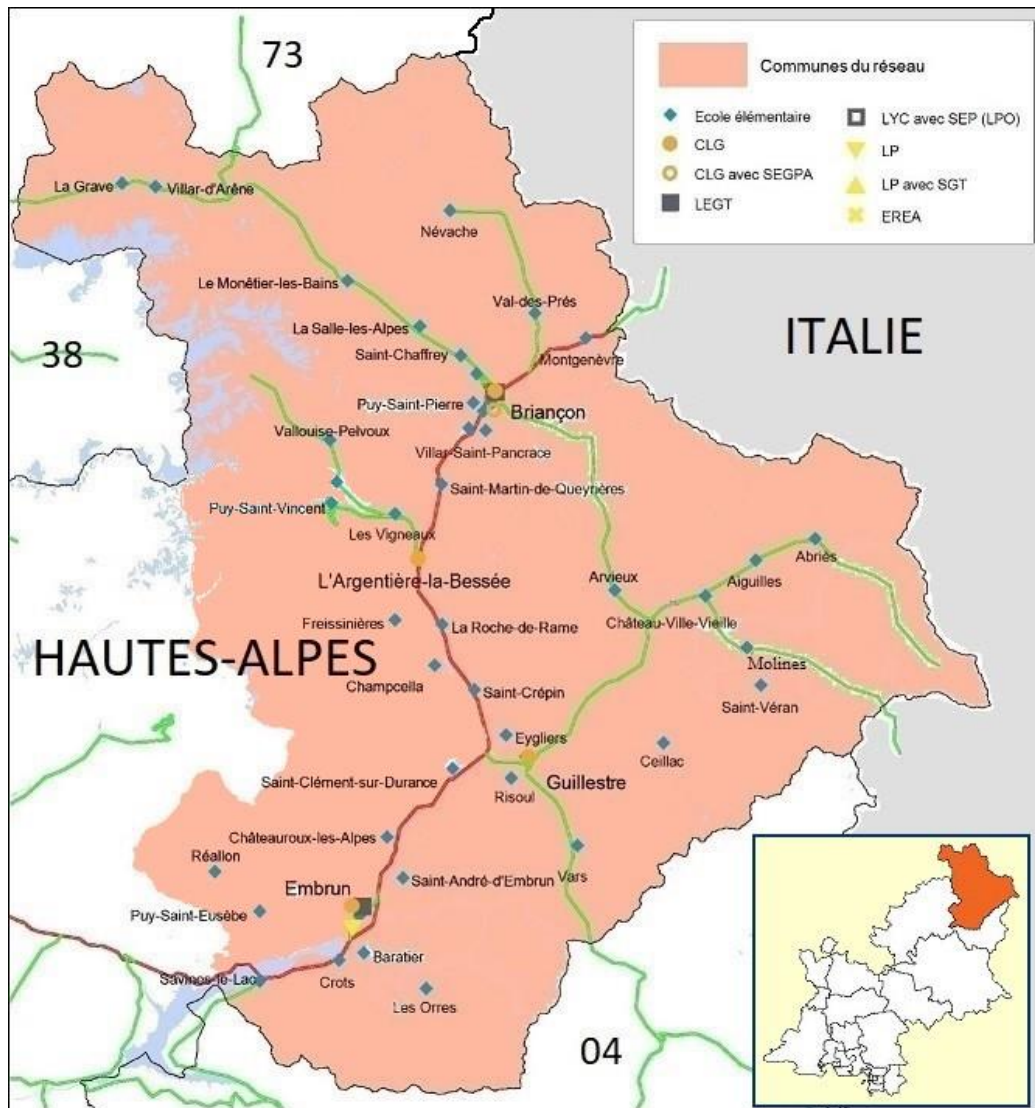 73
Communes du réseau
Ecole élémentaire
CLG
CLG avec SEGPA
LEGT
LYC avec SEP (LPO)
LP
LP avec SGT
EREA
La Grave
Villar-d'Arêne
Névache
Le Monêtier-les-Bains
Val-des-Prés
La Salle-les-Alpes
ITALIE
38
Saint-Chaffrey
Montgenèvre
Puy-Saint-Pierre
Briançon
Vallouise-Pelvoux
Villar-Saint-Pancrace
Saint-Martin-de-Queyrières
Puy-Saint-Vincent
Les Vigneaux
Abriès
L'Argentière-la-Bessée
Arvieux
Aiguilles
Freissinières
La Roche-de-Rame
Château-Ville-Vieille
HAUTES-ALPES
Molines
Champcella
Saint-Crépin
Saint-Véran
Eygliers
Ceillac
Saint-Clément-sur-Durance
Guillestre
Risoul
Châteauroux-les-Alpes
Réallon
Vars
Saint-André-d'Embrun
Embrun
Puy-Saint-Eusèbe
Baratier
Savines-le-Lac
Crots
Les Orres
04